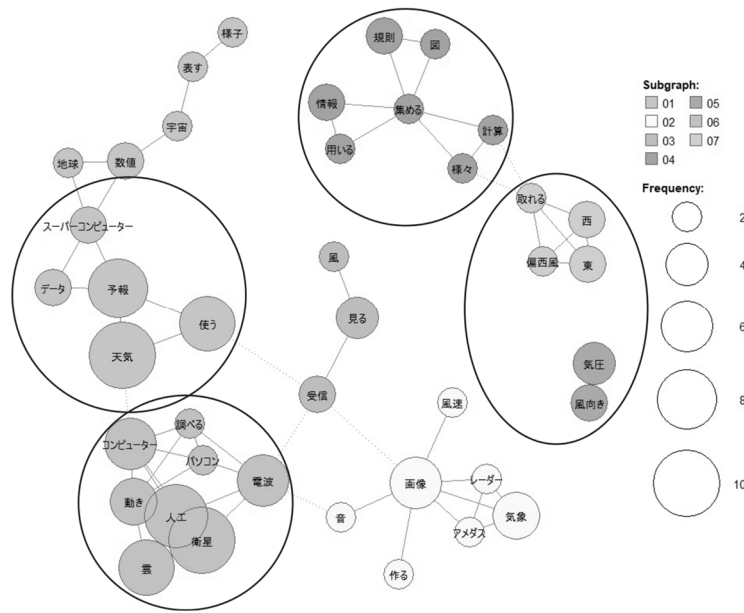 様子
表す
宇宙
地球
数値
スーパーコンピューター
データ
予報
使う
天気
規則
図
情報
集める
用いる
計算
様々
取れる
西
偏西風
東
気圧
風向き
風
見る
受信
コンピューター
調べる
パソコン
電波
動き
人工
衛星
雲
風速
画像
レーダー
音
気象
アメダス
作る
Subgraph:
01 05
02 06
03 07
04
Frequency:
2
4
6
8
10